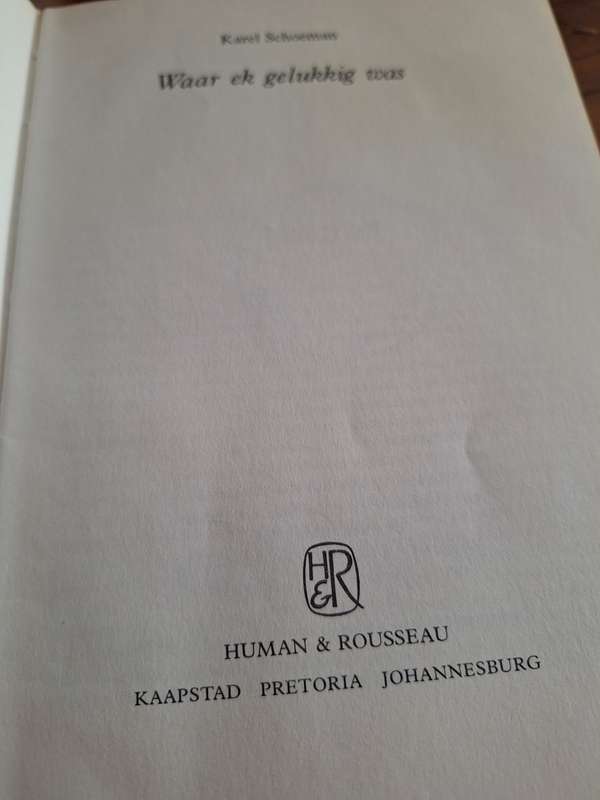 Karel Schoeman
Waar ek gelukkig was
H&R
HUMAN & ROUSSEAU
KAAPSTAD PRETORIA JOHANNESBURG